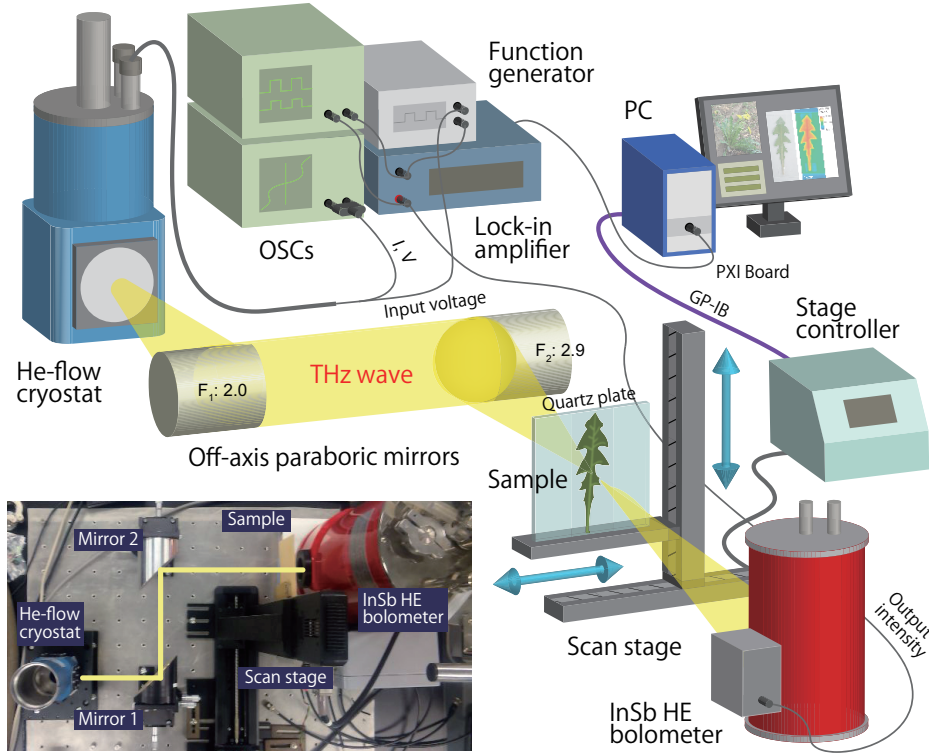 Function
generator
PC
OSCs
Lock-in
amplifier
I, V
PXI Board
GP-IB
Input voltage
Stage
controller
He-flow
cryostat
F1: 2.0
THz wave
F2: 2.9
Quartz plate
Off-axis paraboric mirrors
Sample
Sample
Mirror 2
He-flow
cryostat
InSb HE
bolometer
Scan stage
Mirror 1
Scan stage
Output
intensity
InSb HE
bolometer